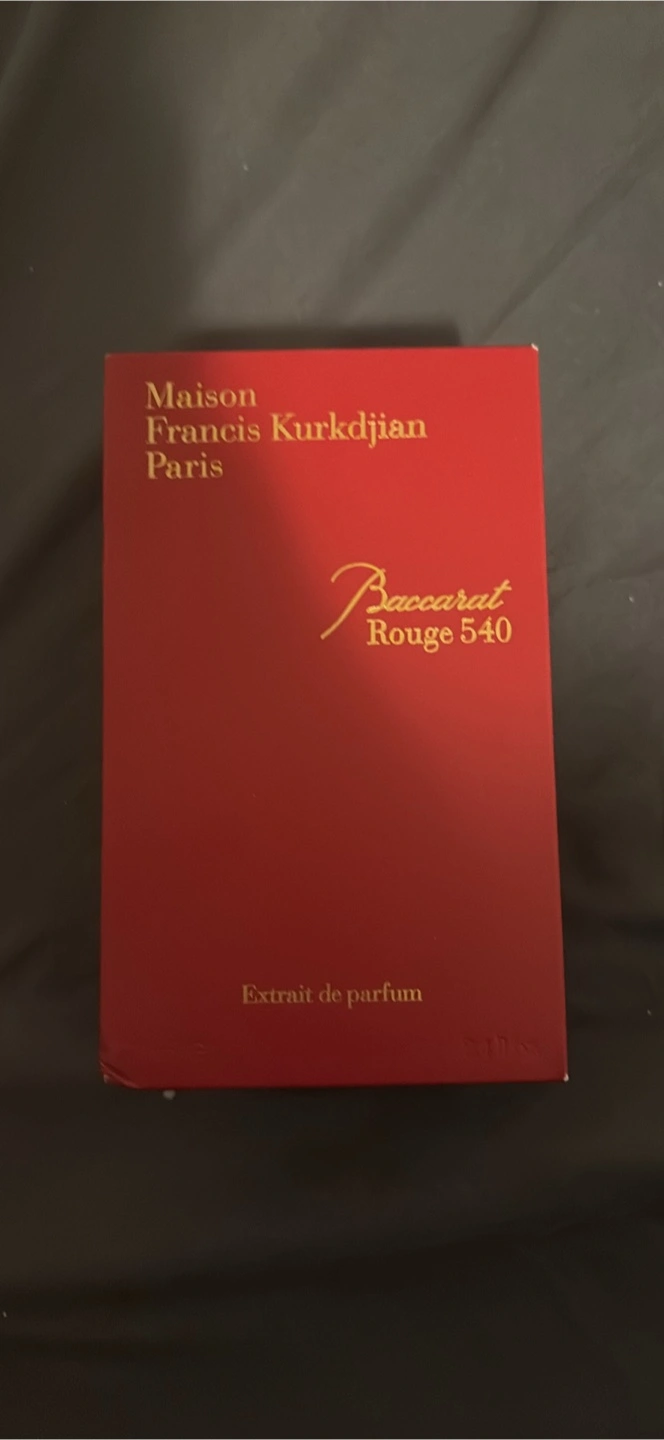 Maison
Francis Kurkdjian
Paris
Baccarat
Rouge 540
Extrait de parfum